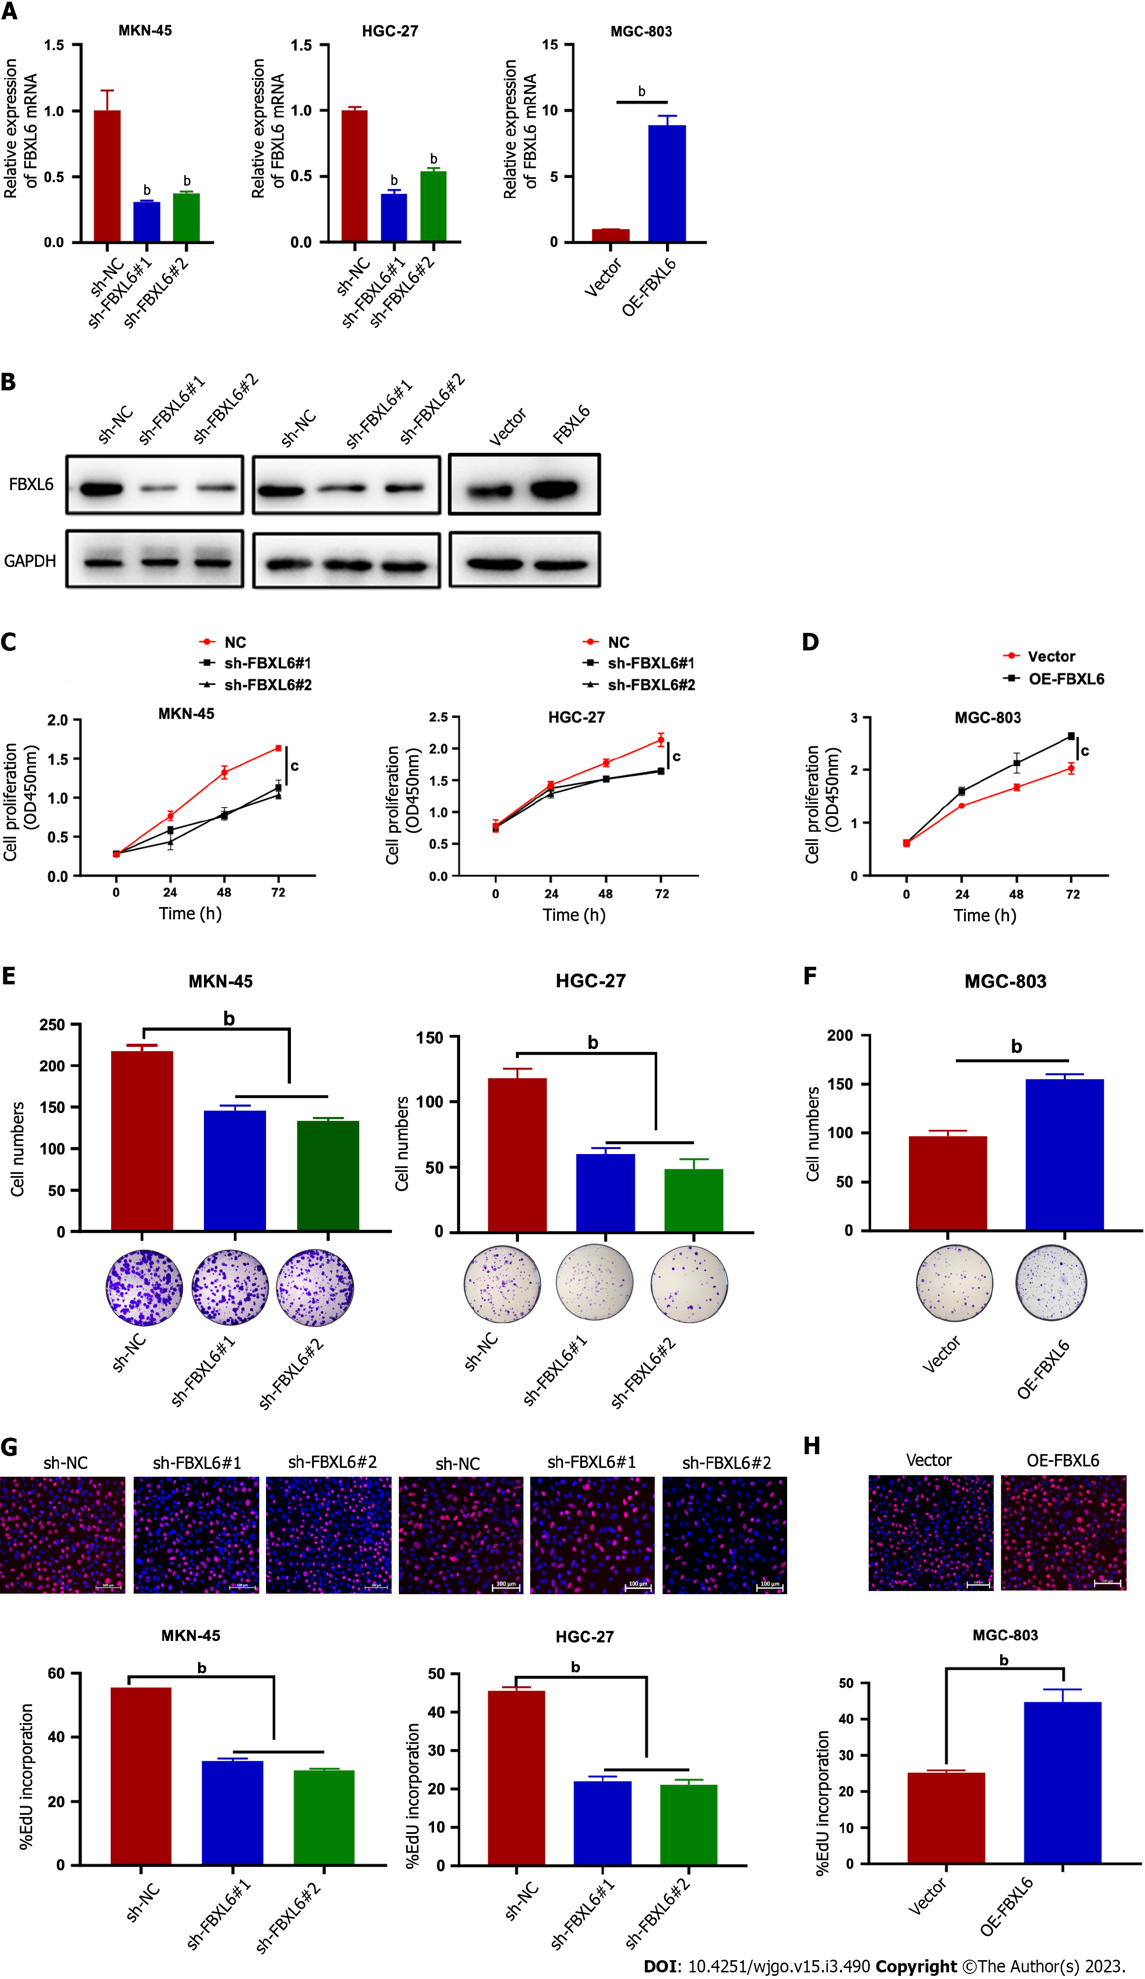 A
MKN-45
HGC-27
MGC-803
Relative expression
of FBXL6 mRNA
1.5
1.0
0.5
0.0
b
b
sh-NC
sh-FBXL6#1
sh-FBXL6#2
Relative expression
of FBXL6 mRNA
1.5
1.0
0.5
0.0
b
b
sh-NC
sh-FBXL6#1
sh-FBXL6#2
Relative expression
of FBXL6 mRNA
15
10
5
0
b
Vector
OE-FBXL6
B
sh-NC
sh-FBXL6#1
sh-FBXL6#2
sh-NC
sh-FBXL6#1
sh-FBXL6#2
Vector
FBXL6
FBXL6
GAPDH
C
NC
sh-FBXL6#1
sh-FBXL6#2
MKN-45
Cell proliferation
(OD450nm)
2.0
1.5
1.0
0.5
0.0
c
0 24 48 72
Time (h)
NC
sh-FBXL6#1
sh-FBXL6#2
HGC-27
Cell proliferation
(OD450nm)
2.5
2.0
1.5
1.0
0.5
0.0
c
0 24 48 72
Time (h)
D
Vector
OE-FBXL6
MGC-803
Cell proliferation
(OD450nm)
3
2
1
0
c
0 24 48 72
Time (h)
E
MKN-45
Cell numbers
250
200
150
100
50
0
b
sh-NC
sh-FBXL6#1
sh-FBXL6#2
HGC-27
Cell numbers
150
100
50
0
b
sh-NC
sh-FBXL6#1
sh-FBXL6#2
F
MGC-803
Cell numbers
200
150
100
50
0
b
Vector
OE-FBXL6
G
sh-NC
sh-FBXL6#1
sh-FBXL6#2
sh-NC
sh-FBXL6#1
sh-FBXL6#2
100 μm
100 μm
100 μm
MKN-45
%EdU incorporation
60
40
20
0
b
sh-NC
sh-FBXL6#1
sh-FBXL6#2
HGC-27
%EdU incorporation
50
40
30
20
10
0
b
sh-NC
sh-FBXL6#1
sh-FBXL6#2
H
Vector
OE-FBXL6
MGC-803
%EdU incorporation
50
40
30
20
10
0
b
Vector
OE-FBXL6
DOI: 10.4251/wjgo.v15.i3.490 Copyright ©The Author(s) 2023.